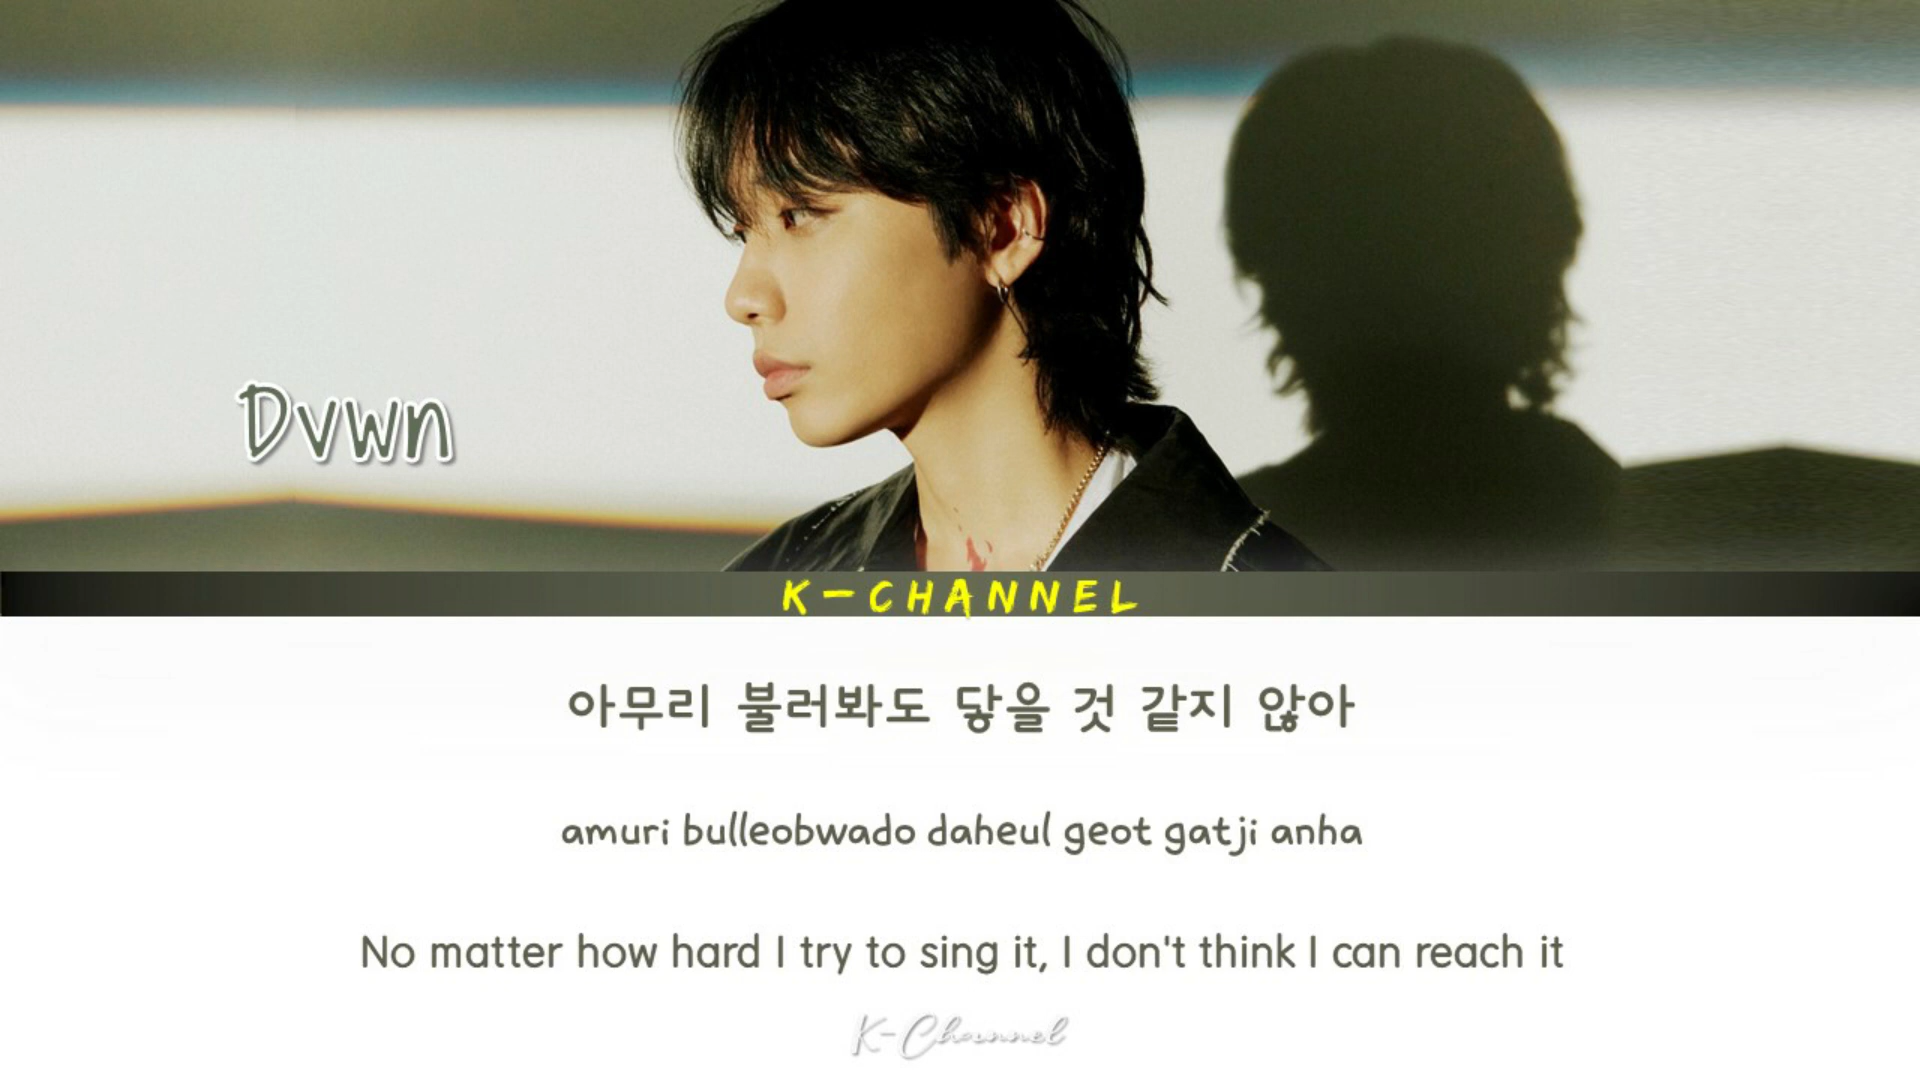 Dvwn
K-CHANNEL
아무리 불러봐도 닿을 것 같지 않아
amuri bulleobwado daheul geot gatji anha
No matter how hard I try to sing it, I don't think I can reach it
K-Channel